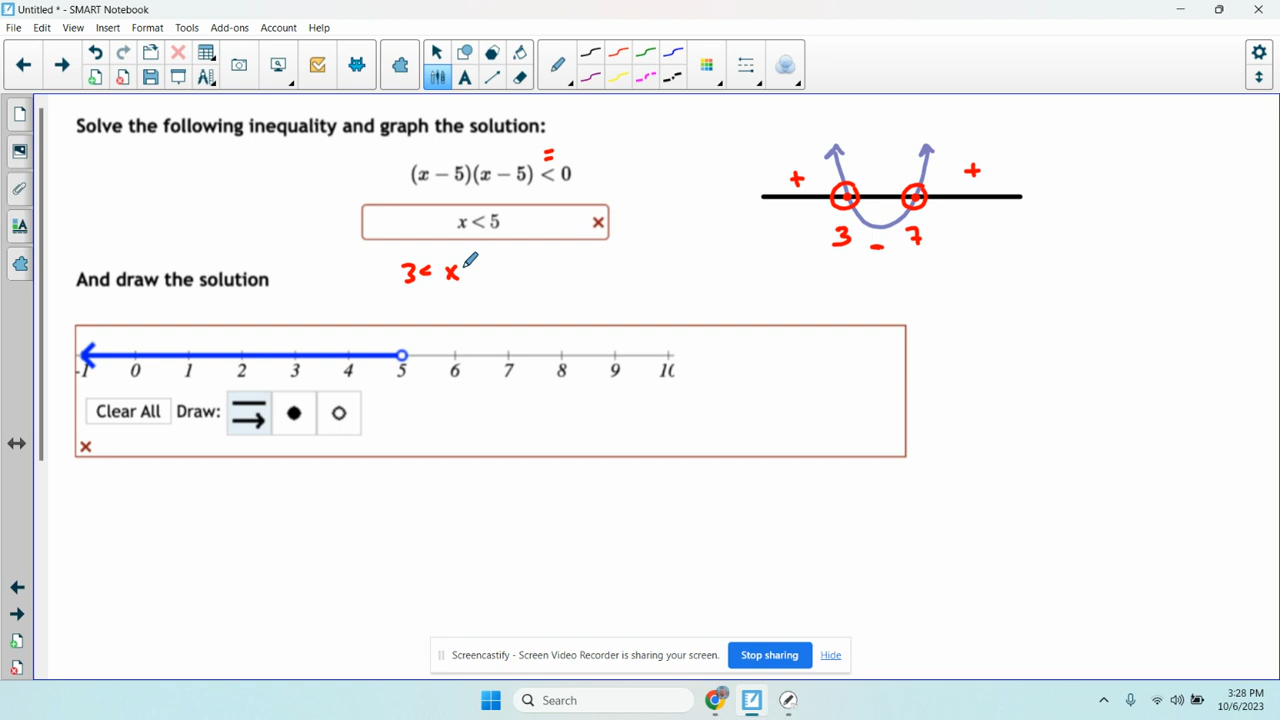 Untitled * - SMART Notebook
File Edit View Insert Format Tools Add-ons Account Help
Solve the following inequality and graph the solution:
=
(x − 5)(x − 5) < 0
+ +
x < 5 ×
3 − 7
3 < x
And draw the solution
-1 0 1 2 3 4 5 6 7 8 9
Clear All Draw:
×
Screencastify - Screen Video Recorder is sharing your screen. Stop sharing Hide
Search
3:28 PM
10/6/2023